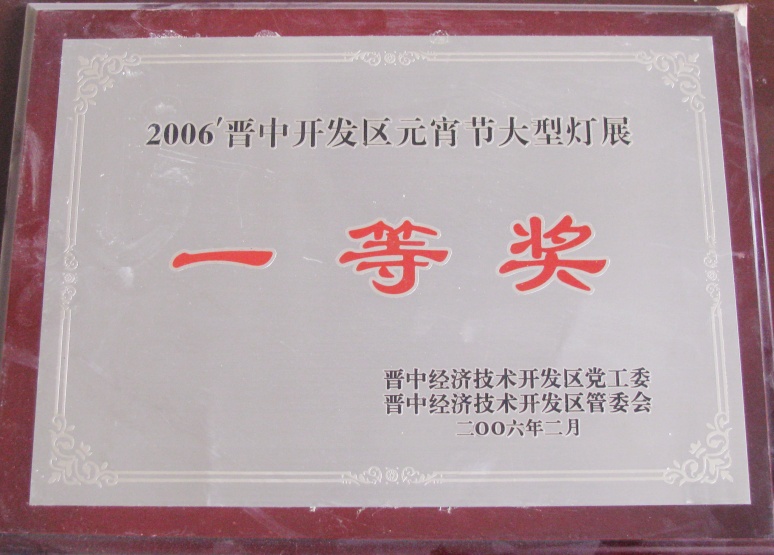 2006'晋中开发区元宵节大型灯展
一等奖
晋中经济技术开发区党工委
晋中经济技术开发区管委会
二OO六年二月